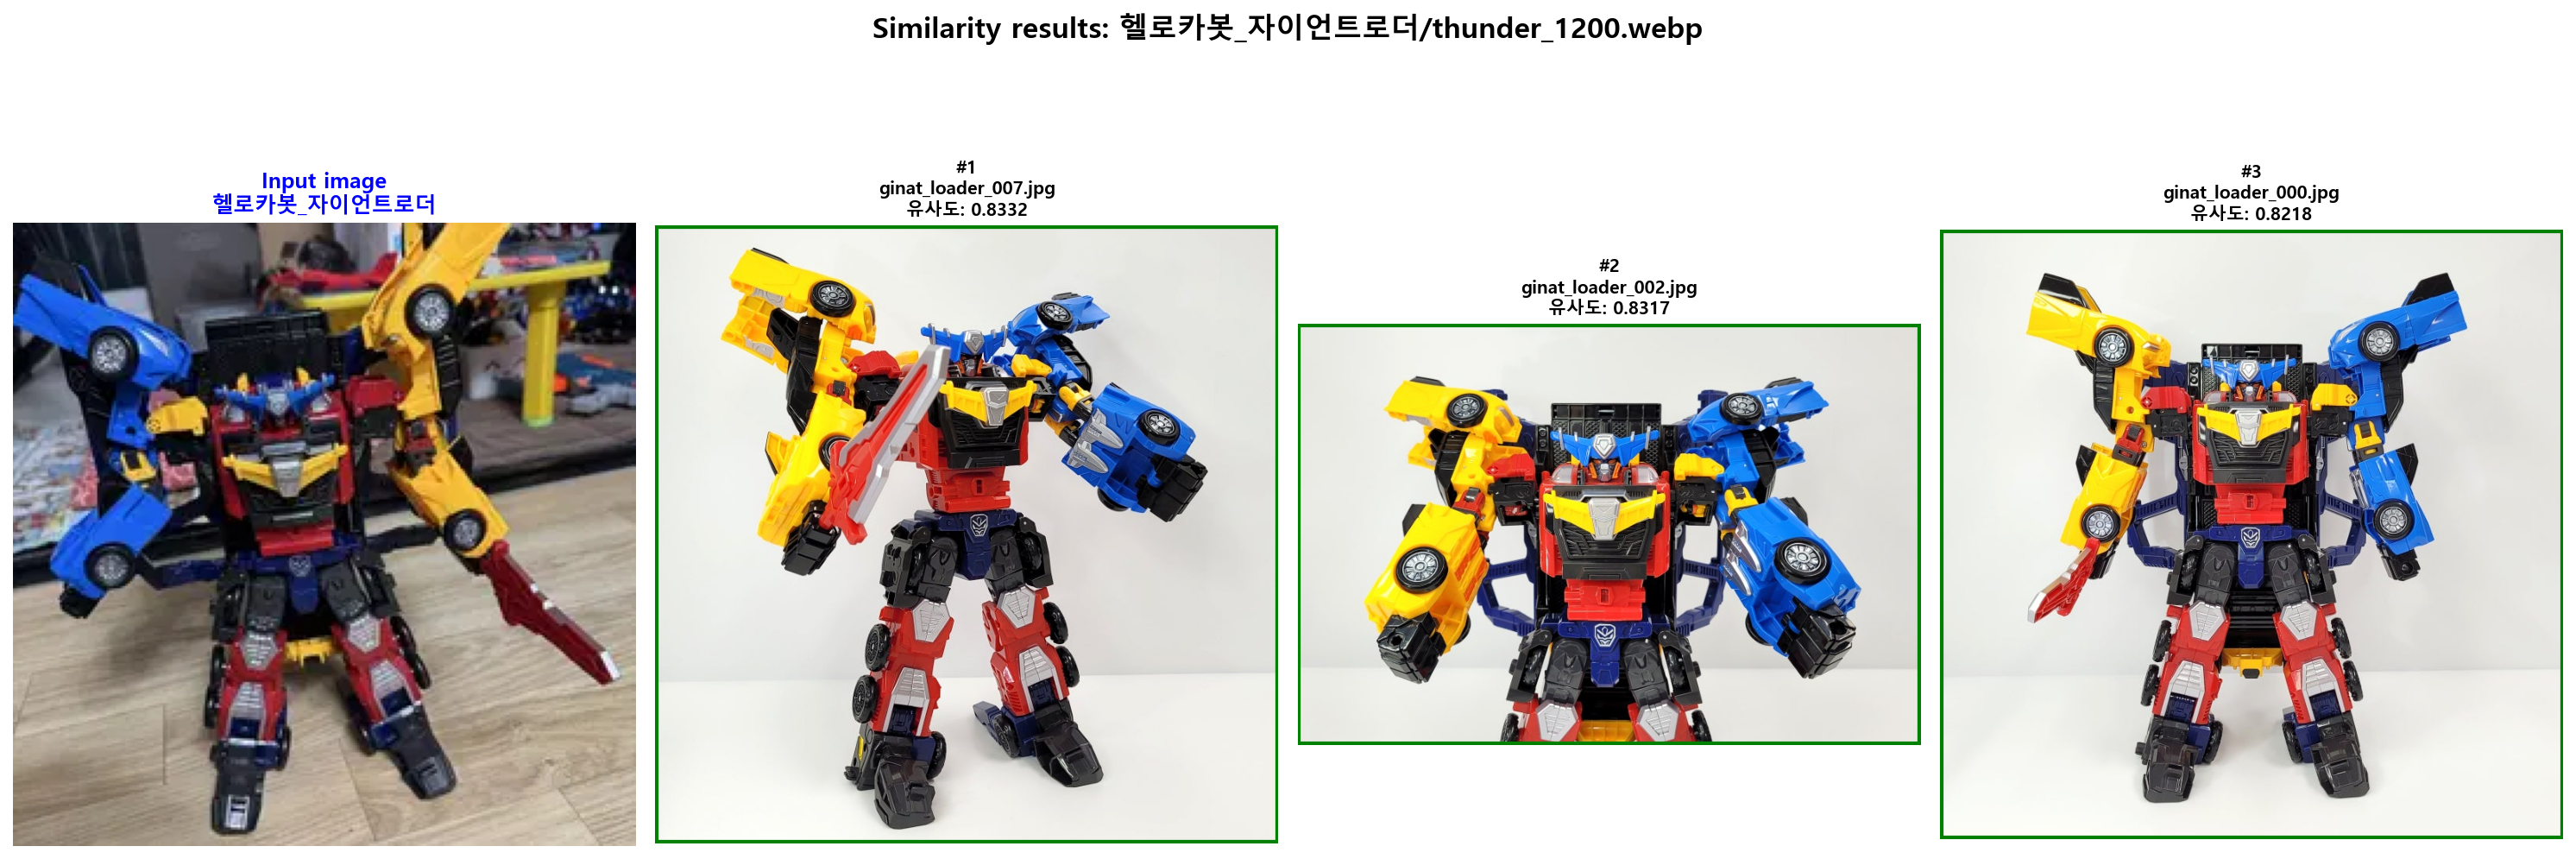 Similarity results: 헬로카봇_자이언트로더/thunder_1200.webp
Input image
헬로카봇_자이언트로더
#1
ginat_loader_007.jpg
유사도: 0.8332
#2
ginat_loader_002.jpg
유사도: 0.8317
#3
ginat_loader_000.jpg
유사도: 0.8218